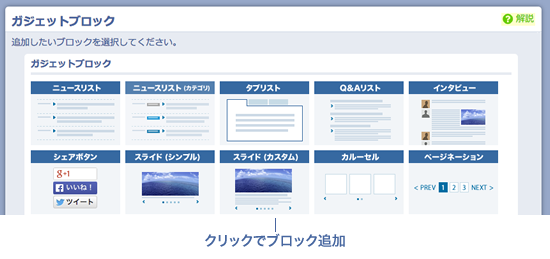 ガジェットブロック
? 解説
追加したいブロックを選択してください。
ガジェットブロック
ニュースリスト
ニュースリスト (カテゴリ)
タブリスト
Q&Aリスト
インタビュー
シェアボタン
スライド (シンプル)
スライド (カスタム)
カルーセル
ページネーション
g+1
いいね！
ツイート
< PREV 1 2 3 NEXT >
クリックでブロック追加